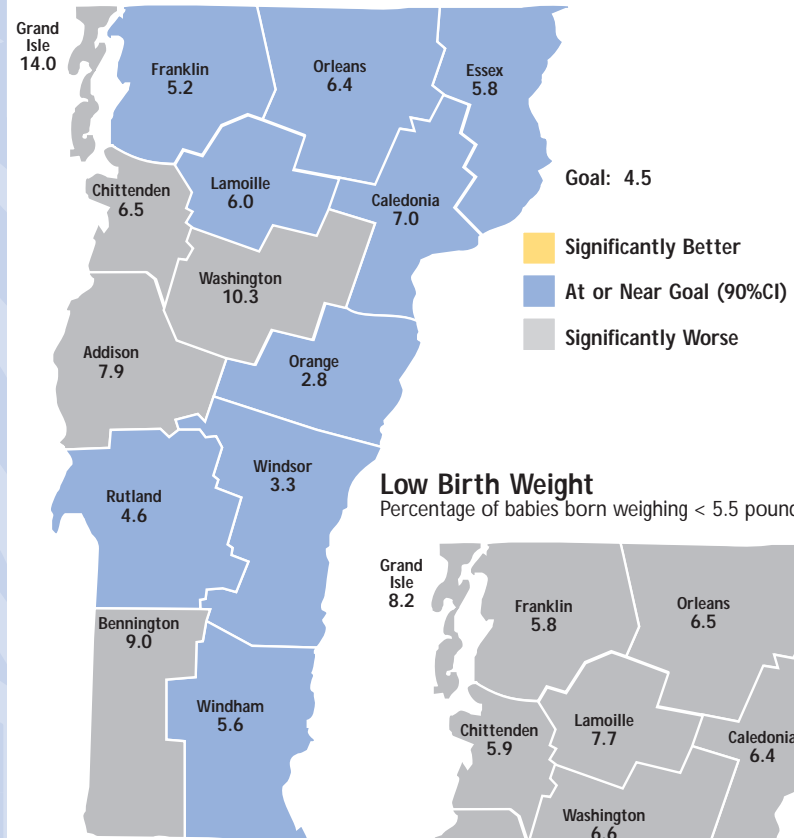 Grand
Isle
14.0
Franklin
5.2
Orleans
6.4
Essex
5.8
Chittenden
6.5
Lamoille
6.0
Caledonia
7.0
Washington
10.3
Addison
7.9
Orange
2.8
Windsor
3.3
Rutland
4.6
Bennington
9.0
Windham
5.6
Goal: 4.5
Significantly Better
At or Near Goal (90%CI)
Significantly Worse
Low Birth Weight
Percentage of babies born weighing < 5.5 pound
Grand
Isle
8.2
Franklin
5.8
Orleans
6.5
Chittenden
5.9
Lamoille
7.7
Caledonia
6.4
Washington
6.6